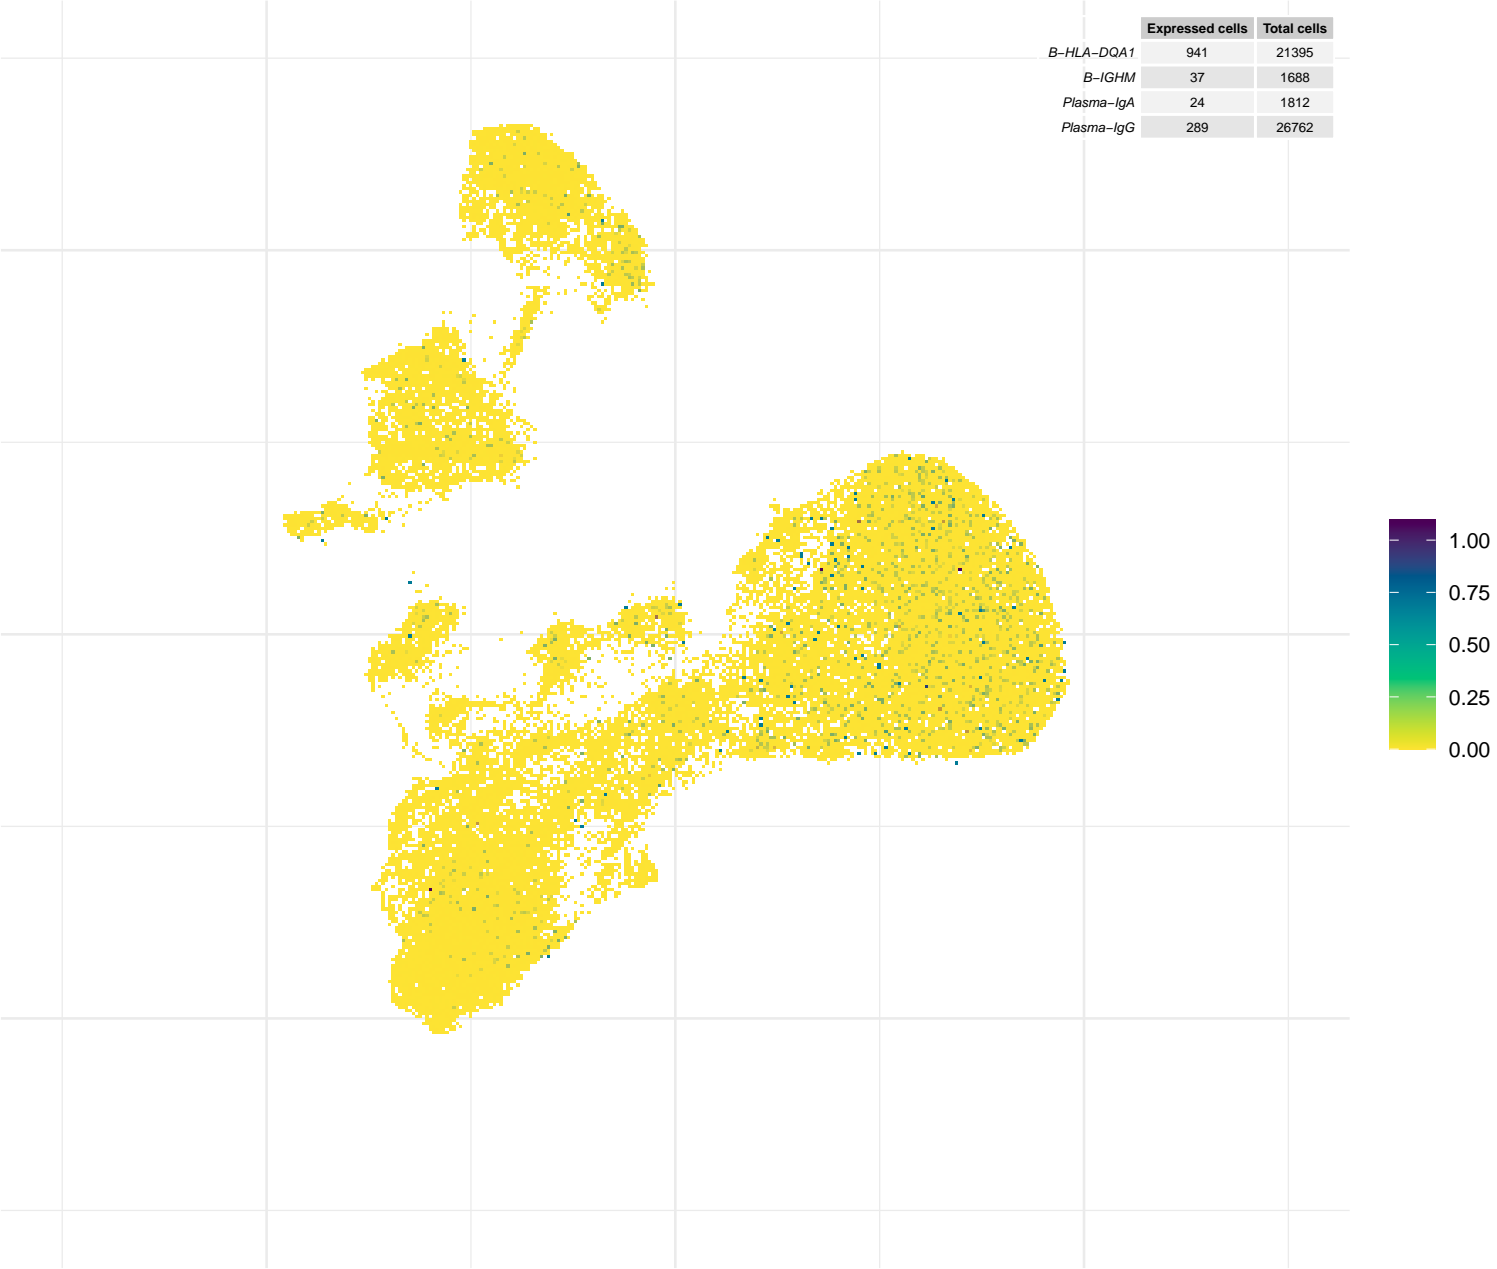 Expressed cells Total cells
B−HLA−DQA1 941 21395
B−IGHM 37 1688
Plasma−IgA 24 1812
Plasma−IgG 289 26762
1.00
0.75
0.50
0.25
0.00